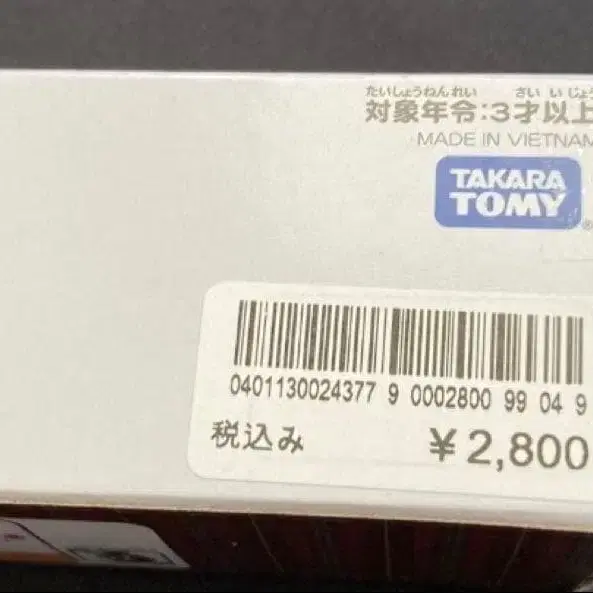 たいしょうねんれい さい いじょう
対象年令:3才以上
MADE IN VIETNAM
TAKARA
TOMY
®
0401130024377 9 0002800 99 04 9
税込み ¥2,800